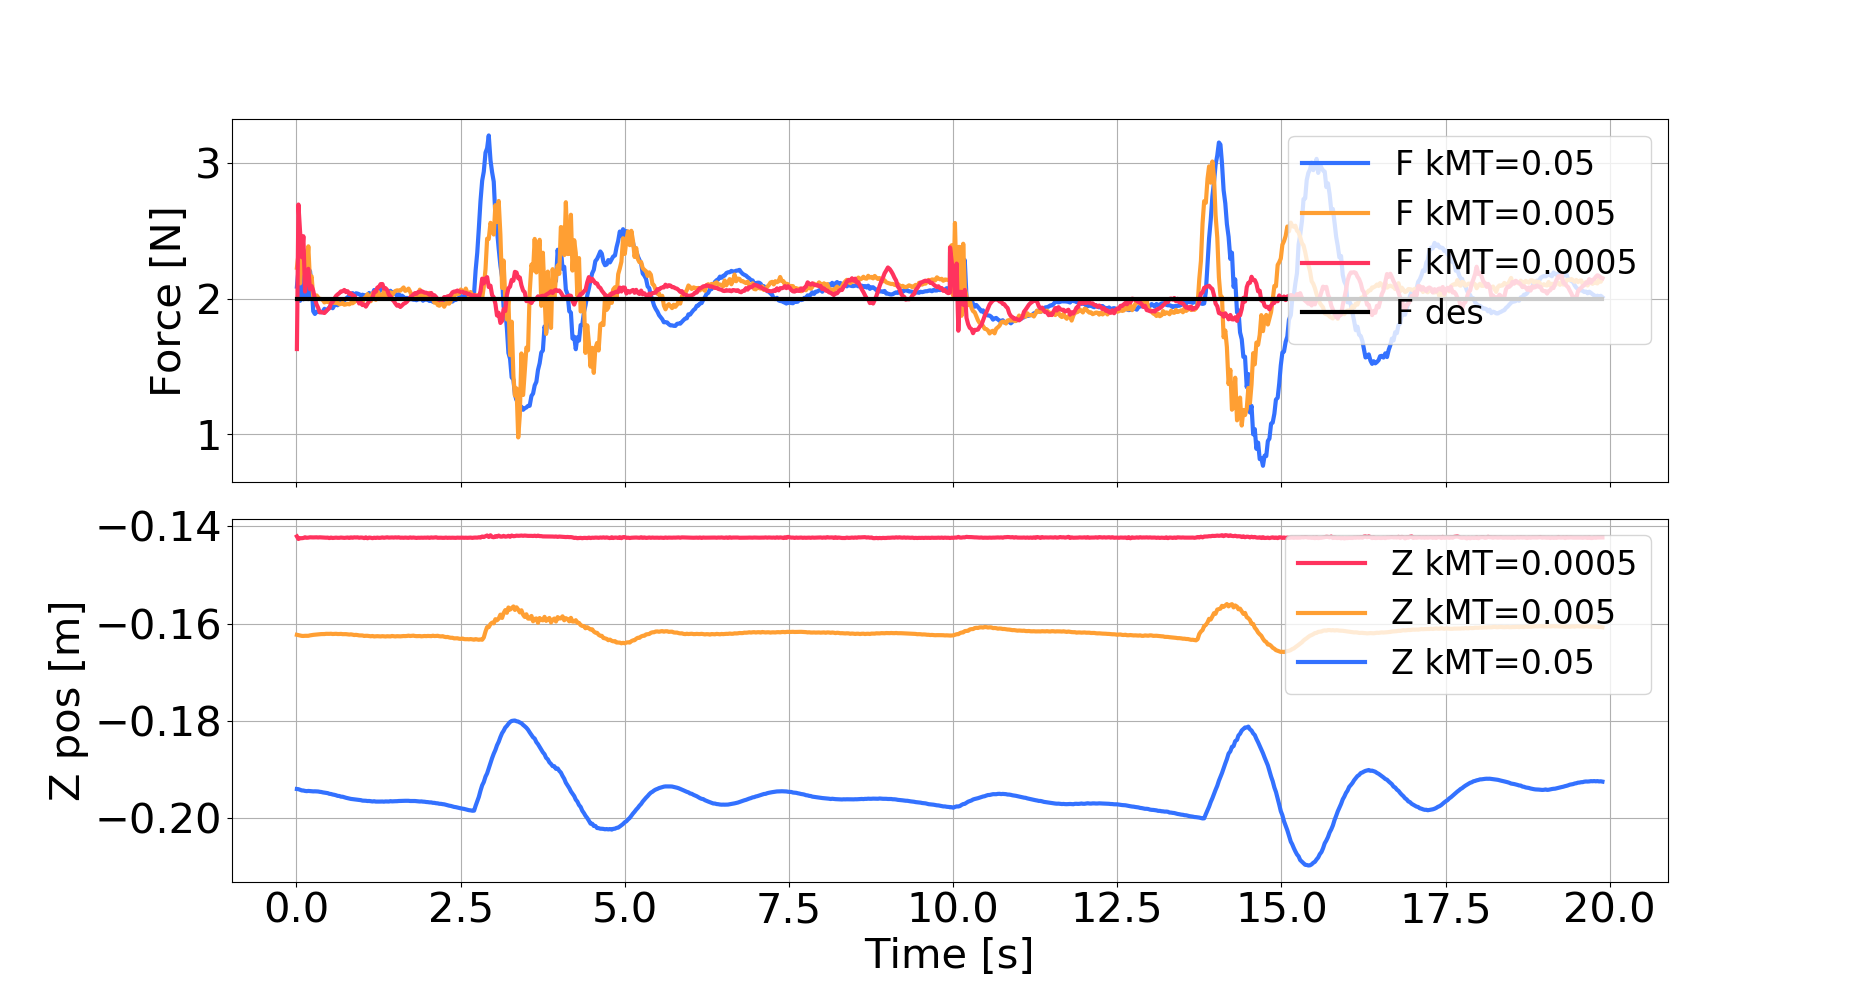 Force [N]
3
2
1
F kMT=0.05
F kMT=0.005
F kMT=0.0005
F des
Z pos [m]
−0.14
−0.16
−0.18
−0.20
Z kMT=0.0005
Z kMT=0.005
Z kMT=0.05
0.0 2.5 5.0 7.5 10.0 12.5 15.0 17.5 20.0
Time [s]